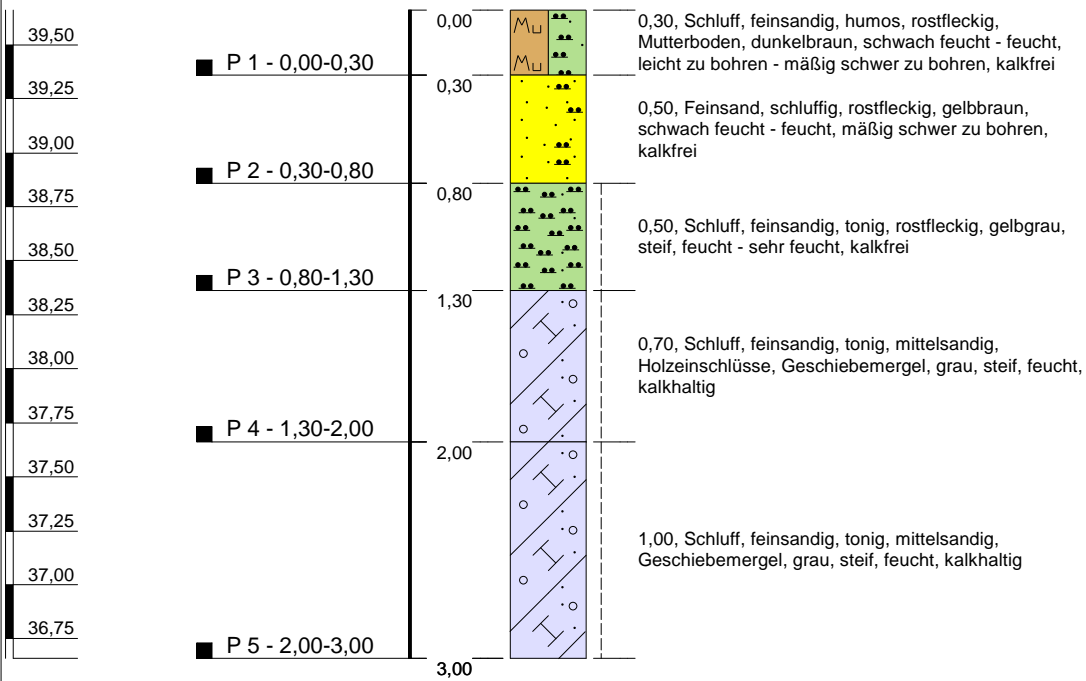 39,50
39,25
39,00
38,75
38,50
38,25
38,00
37,75
37,50
37,25
37,00
36,75
P 1 - 0,00-0,30
P 2 - 0,30-0,80
P 3 - 0,80-1,30
P 4 - 1,30-2,00
P 5 - 2,00-3,00
0,00
0,30
0,80
1,30
2,00
3,00
Mu
Mu
0,30, Schluff, feinsandig, humos, rostfleckig,
Mutterboden, dunkelbraun, schwach feucht - feucht,
leicht zu bohren - mäßig schwer zu bohren, kalkfrei
0,50, Feinsand, schluffig, rostfleckig, gelbbraun,
schwach feucht - feucht, mäßig schwer zu bohren,
kalkfrei
0,50, Schluff, feinsandig, tonig, rostfleckig, gelbgrau,
steif, feucht - sehr feucht, kalkfrei
0,70, Schluff, feinsandig, tonig, mittelsandig,
Holzeinschlüsse, Geschiebemergel, grau, steif, feucht,
kalkhaltig
1,00, Schluff, feinsandig, tonig, mittelsandig,
Geschiebemergel, grau, steif, feucht, kalkhaltig